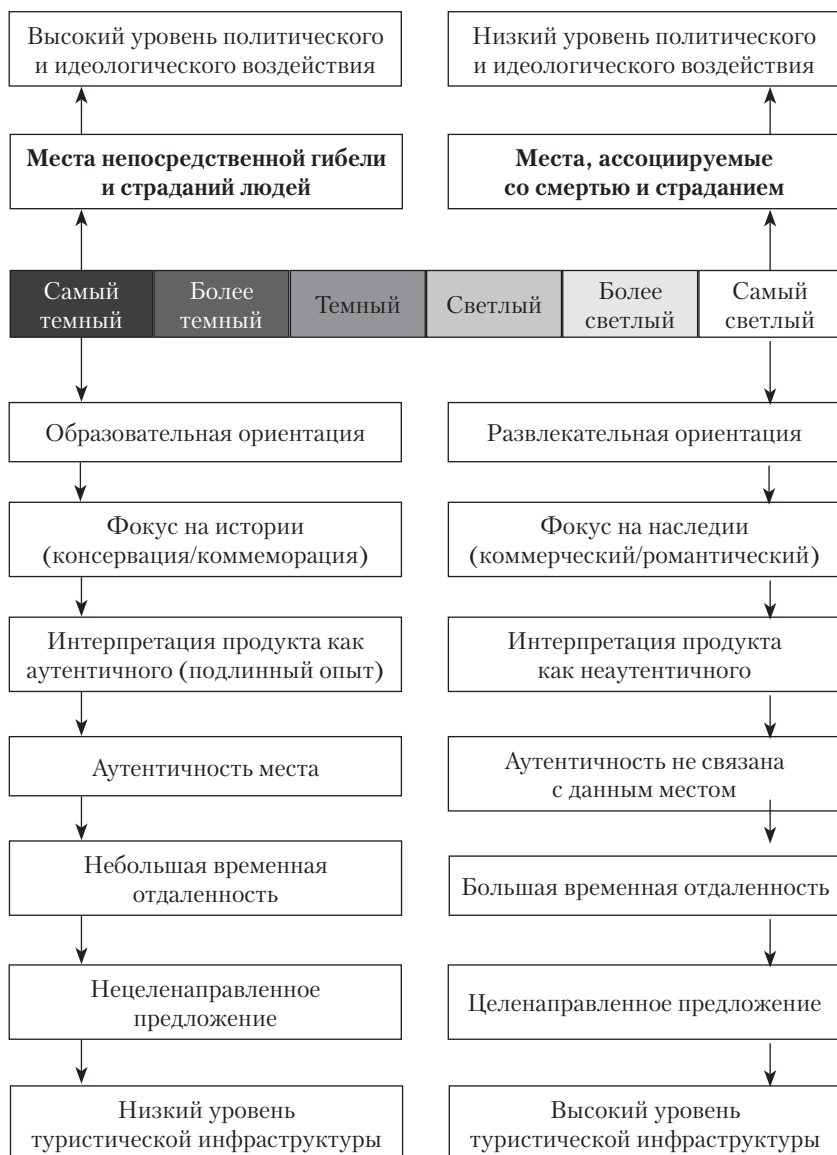 Высокий уровень политического
и идеологического воздействия
Низкий уровень политического
и идеологического воздействия
Места непосредственной гибели
и страданий людей
Места, ассоциируемые
со смертью и страданием
Самый
темный
Более
темный
Темный
Светлый
Более
светлый
Самый
светлый
Образовательная ориентация
Развлекательная ориентация
Фокус на истории
(консервация/коммеморация)
Фокус на наследии
(коммерческий/романтический)
Интерпретация продукта как
аутентичного (подлинный опыт)
Интерпретация продукта
как неаутентичного
Аутентичность места
Аутентичность не связана
с данным местом
Небольшая временная
отдаленность
Большая временная отдаленность
Нецеленаправленное
предложение
Целенаправленное предложение
Низкий уровень
туристической инфраструктуры
Высокий уровень
туристической инфраструктуры